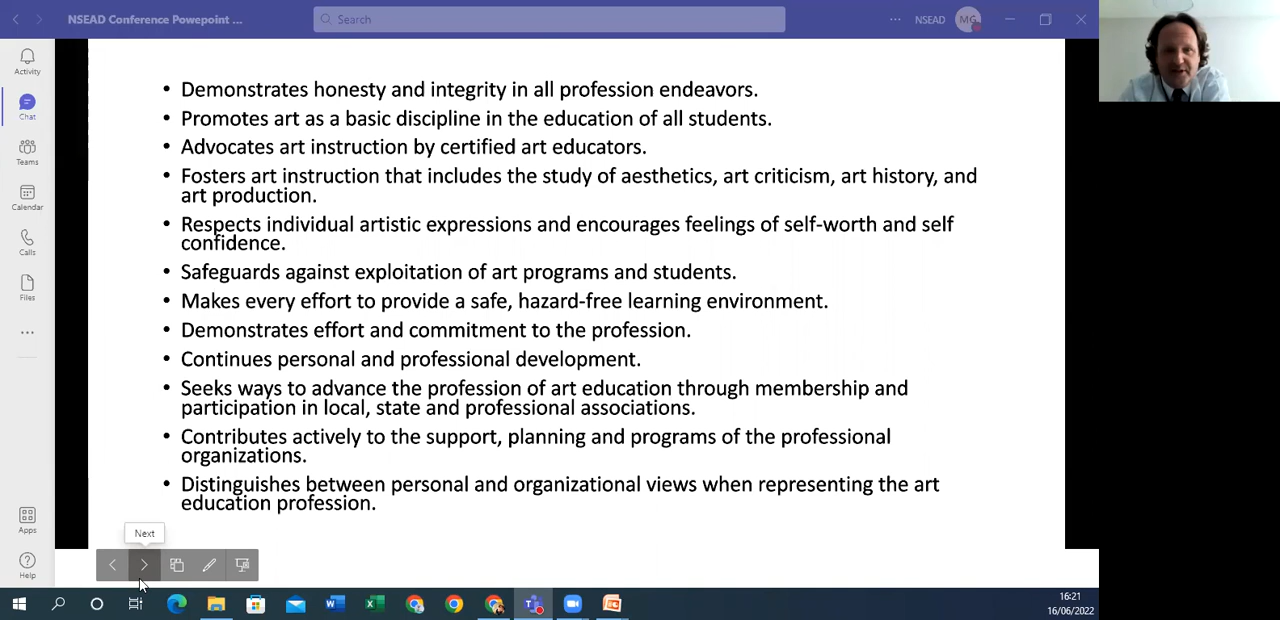 NSEAD Conference Powepoint ...
Search
NSEAD
MG
Activity
Chat
Teams
Calendar
Calls
Files
Apps
Help
• Demonstrates honesty and integrity in all profession endeavors.
• Promotes art as a basic discipline in the education of all students.
• Advocates art instruction by certified art educators.
• Fosters art instruction that includes the study of aesthetics, art criticism, art history, and
art production.
• Respects individual artistic expressions and encourages feelings of self-worth and self
confidence.
• Safeguards against exploitation of art programs and students.
• Makes every effort to provide a safe, hazard-free learning environment.
• Demonstrates effort and commitment to the profession.
• Continues personal and professional development.
• Seeks ways to advance the profession of art education through membership and
participation in local, state and professional associations.
• Contributes actively to the support, planning and programs of the professional
organizations.
• Distinguishes between personal and organizational views when representing the art
education profession.
Next
16:21
16/06/2022